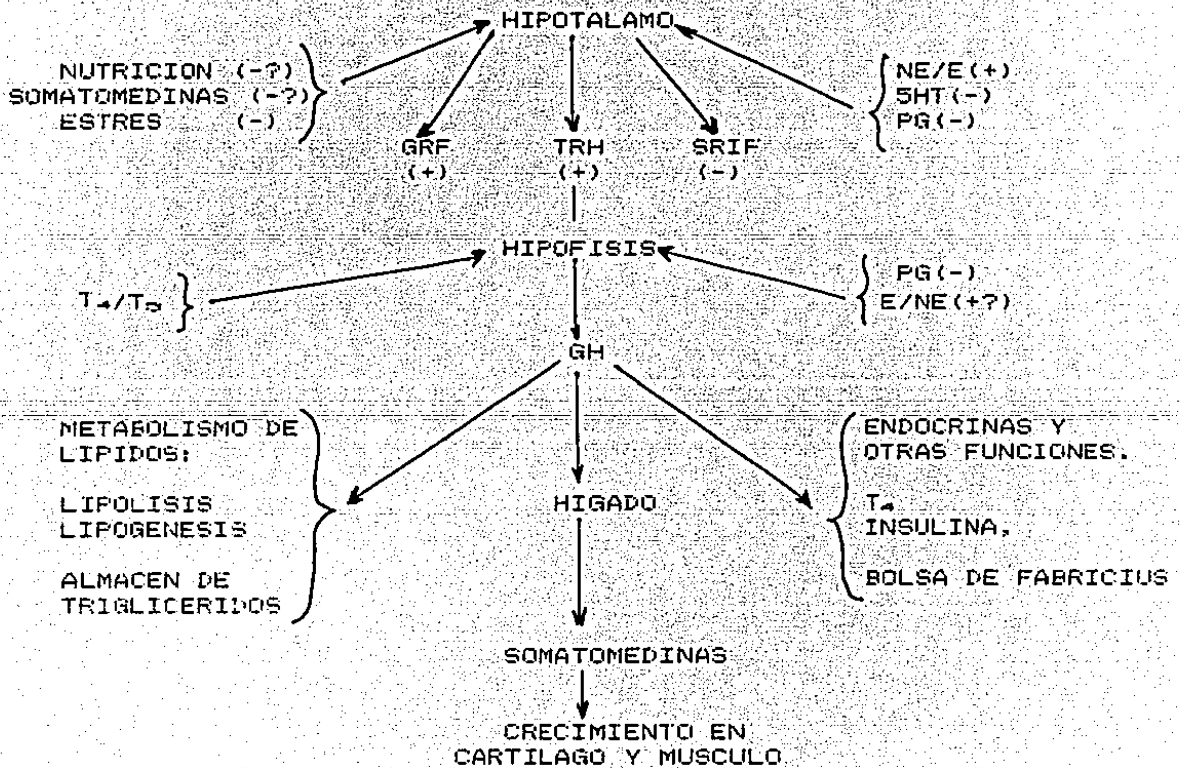 HIPOTALAMO
NUTRICION (-?)
SOMATOMEDINAS (-?)
ESTRES (-)
NE/E(+)
5HT(-)
PG(-)
GRF
(+)
TRH
(+)
SRIF
(-)
HIPOFISIS
T₄/T₃
PG(-)
E/NE(+?)
GH
METABOLISMO DE
LIPIDOS:
LIPOLISIS
LIPOGENESIS
ALMACEN DE
TRIGLICERIDOS
HIGADO
ENDOCRINAS Y
OTRAS FUNCIONES.
T₄
INSULINA,
BOLSA DE FABRICIUS
SOMATOMEDINAS
CRECIMIENTO EN
CARTILAGO Y MUSCULO